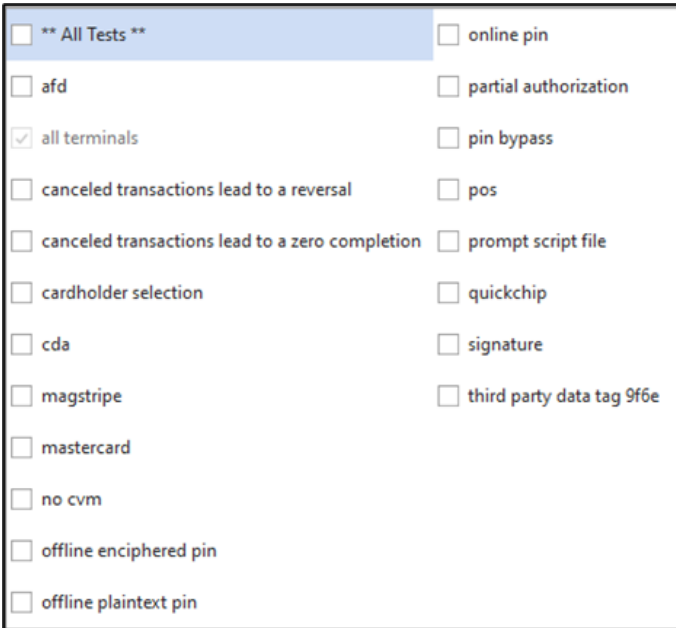 ** All Tests **
afd
all terminals
canceled transactions lead to a reversal
canceled transactions lead to a zero completion
cardholder selection
cda
magstripe
mastercard
no cvm
offline enciphered pin
offline plaintext pin
online pin
partial authorization
pin bypass
pos
prompt script file
quickchip
signature
third party data tag 9f6e